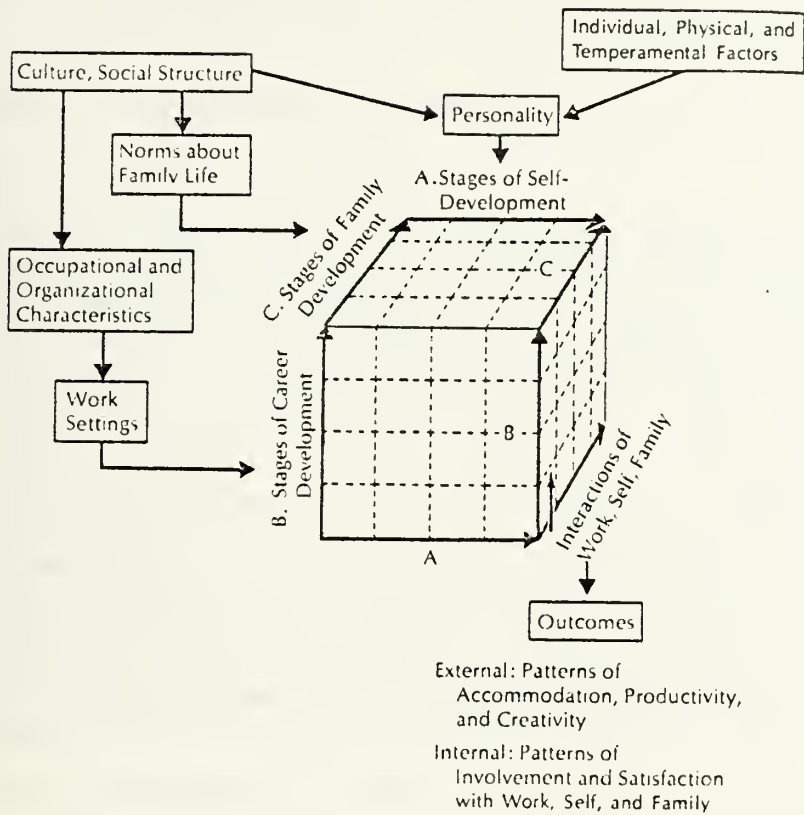 Individual, Physical, and
Temperamental Factors
Culture, Social Structure
Personality
Norms about
Family Life
A. Stages of Self-
Development
C. Stages of Family
Development
C
Occupational and
Organizational
Characteristics
Work
Settings
B. Stages of Career
Development
B
A
Interactions of
Work, Self, Family
Outcomes
External: Patterns of
Accommodation, Productivity,
and Creativity
Internal: Patterns of
Involvement and Satisfaction
with Work, Self, and Family